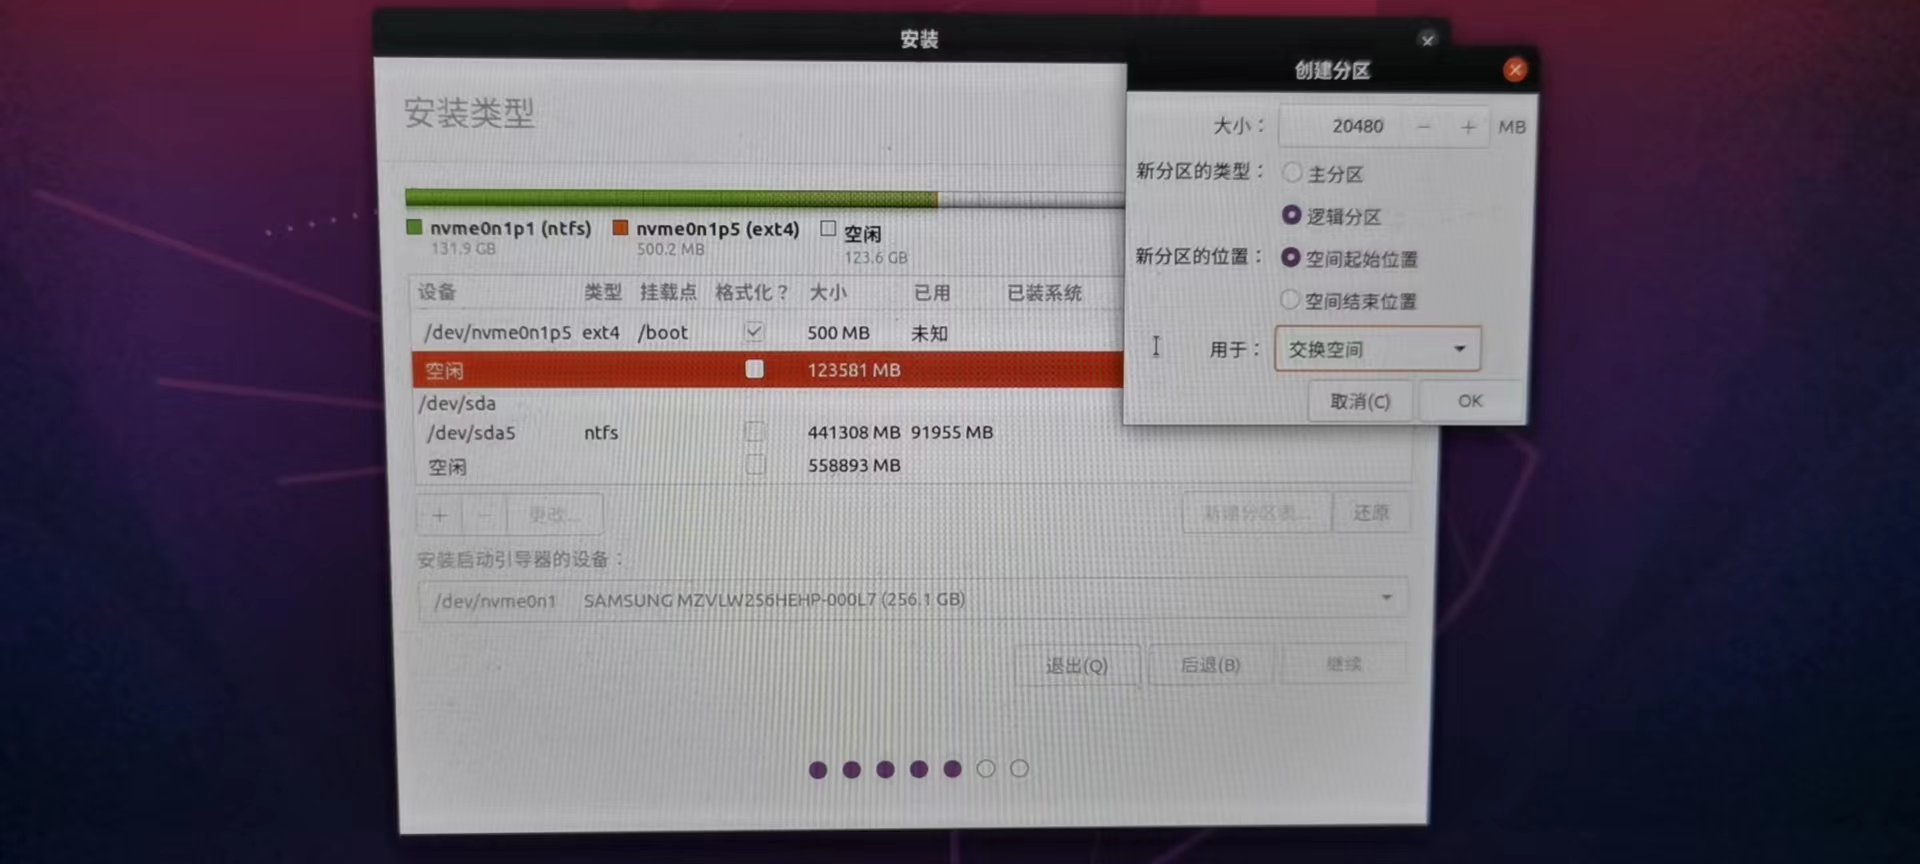 安装
创建分区
安装类型
大小： 20480 − + MB
新分区的类型： 主分区
逻辑分区
新分区的位置： 空间起始位置
空间结束位置
用于： 交换空间
取消(C) OK
nvme0n1p1 (ntfs) nvme0n1p5 (ext4) 空闲
131.9 GB 500.2 MB 123.6 GB
设备 类型 挂载点 格式化？ 大小 已用 已装系统
/dev/nvme0n1p5 ext4 /boot 500 MB 未知
空闲 123581 MB
/dev/sda
/dev/sda5 ntfs 441308 MB 91955 MB
空闲 558893 MB
+ − 更改... 新建分区表... 还原
安装启动引导器的设备：
/dev/nvme0n1 SAMSUNG MZVLW256HEHP-000L7 (256.1 GB)
退出(Q) 后退(B) 继续